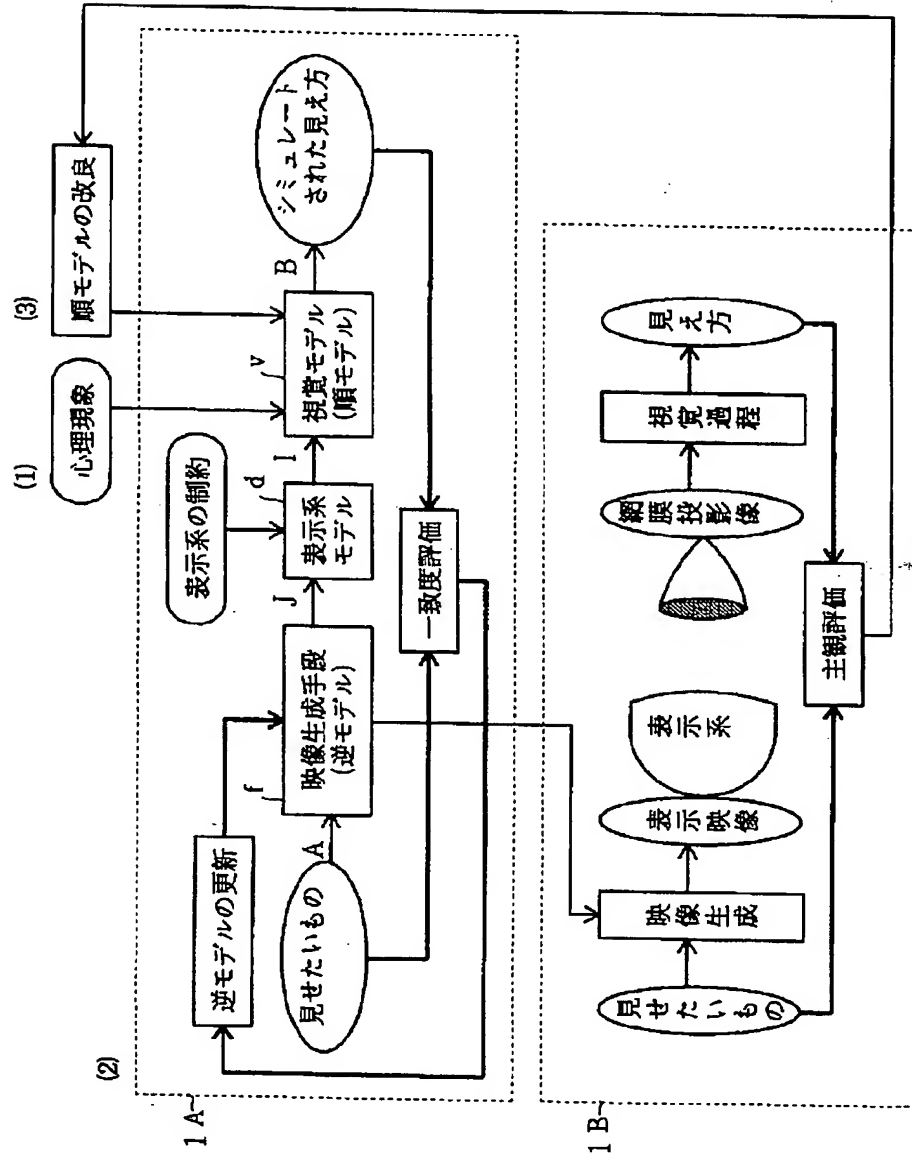 (1)
心理現象
(3)
順モデルの改良
(2)
1A
逆モデルの更新
表示系の制約
見せたいもの
A
f
映像生成手段
(逆モデル)
J
d
表示系
モデル
I
v
視覚モデル
(順モデル)
B
シミュレート
された見え方
一致度評価
1B
見せたいもの
映像生成
表示映像
表示系
網膜投影像
視覚過程
見え方
主観評価